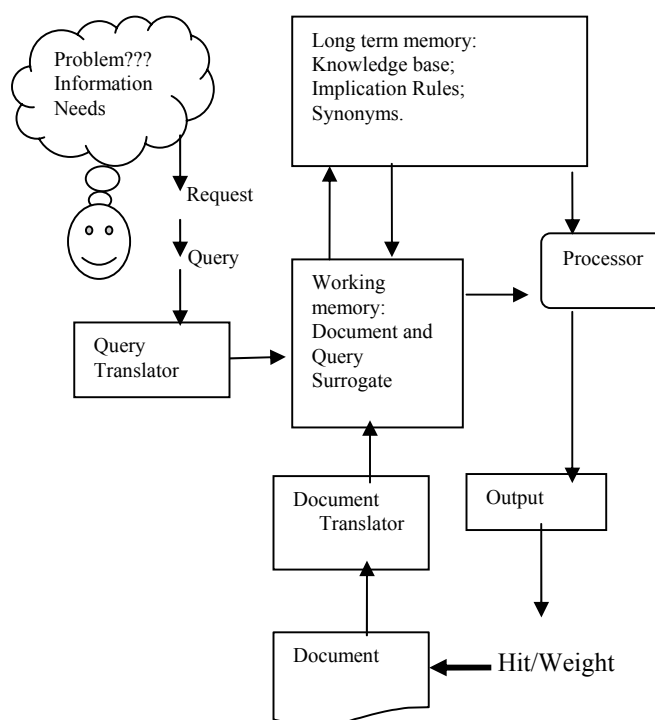 Problem???
Information
Needs
Long term memory:
Knowledge base;
Implication Rules;
Synonyms.
Request
Query
Processor
Working
memory:
Document and
Query
Surrogate
Query
Translator
Document
Translator
Output
Document
Hit/Weight